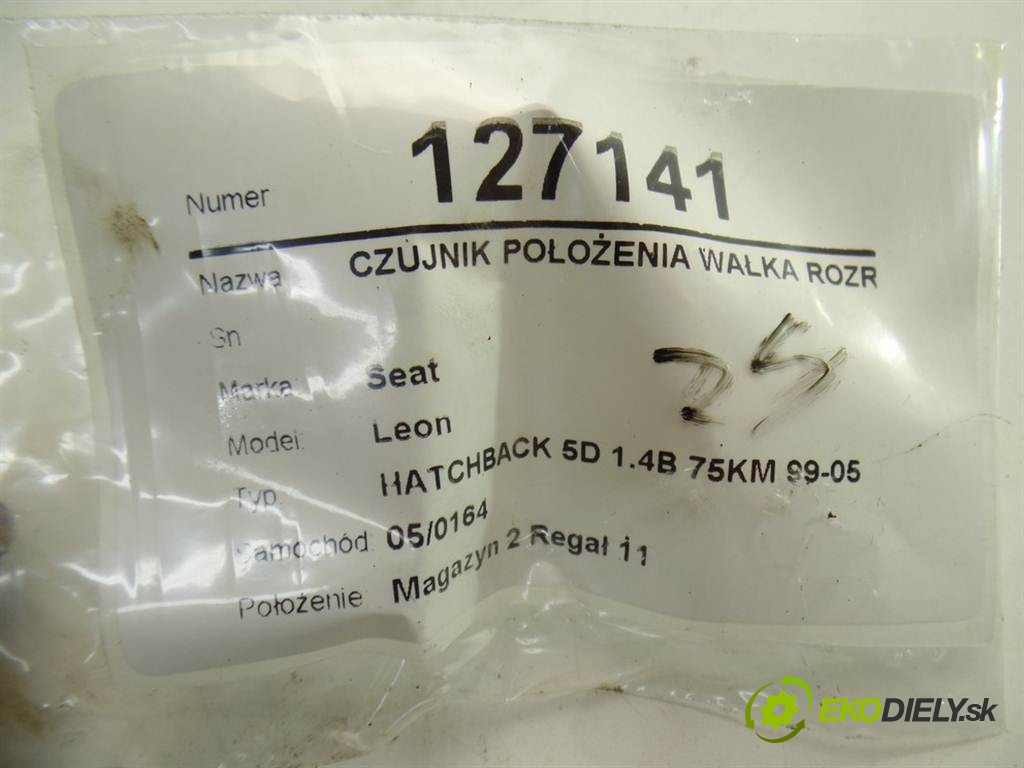 Numer 127141
Nazwa CZUJNIK POŁOŻENIA WAŁKA ROZR
Sn
Marka: Seat
Model: Leon
Typ HATCHBACK 5D 1.4B 75KM 99-05
Samochód: 05/0164
Położenie Magazyn 2 Regał 11
25
EKODIELY.sk